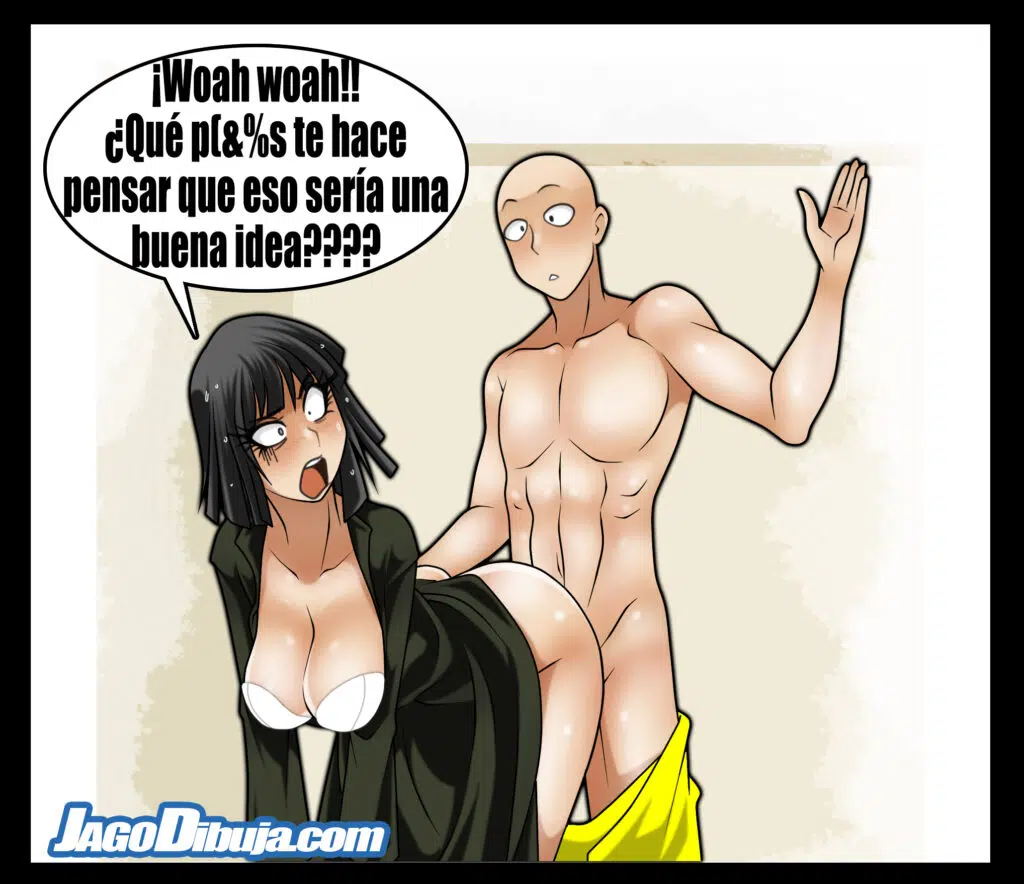 ¡Woah woah!!
¿Qué p(&%s te hace
pensar que eso sería una
buena idea????
JAGODIBUJA.COM